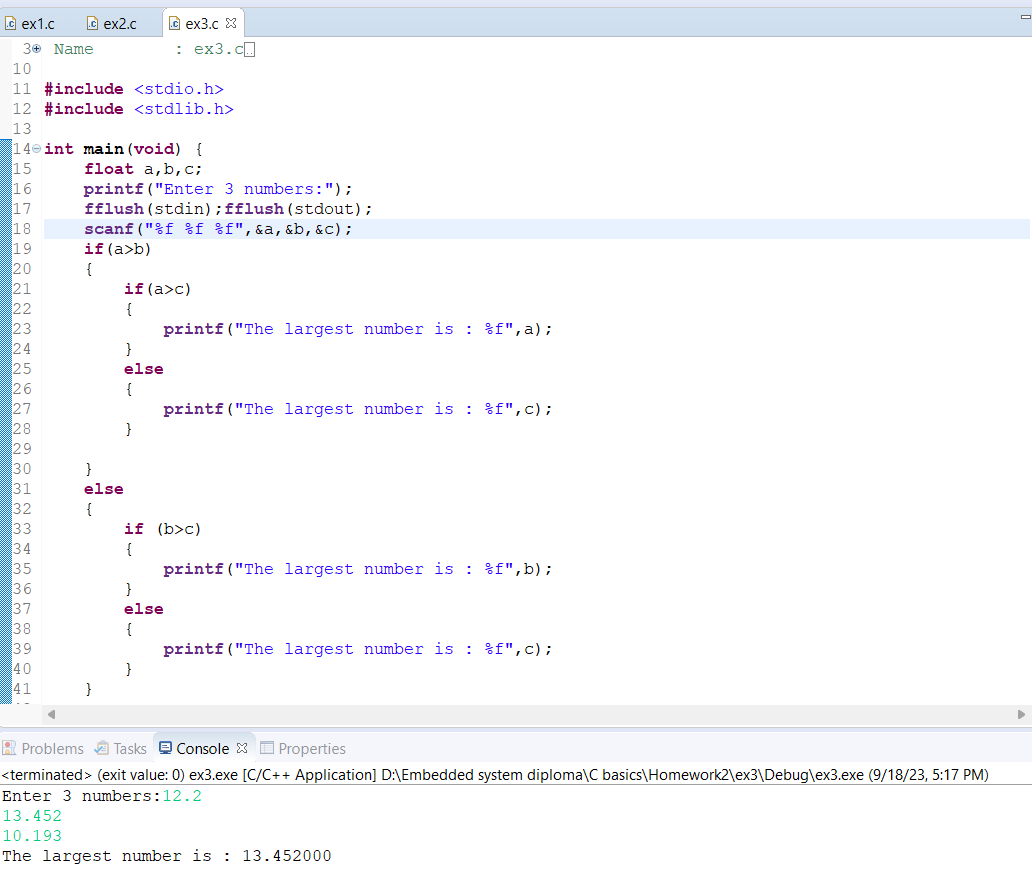 ex1.c ex2.c ex3.c
3 Name : ex3.c
10
11 #include <stdio.h>
12 #include <stdlib.h>
13
14 int main(void) {
15 float a,b,c;
16 printf("Enter 3 numbers:");
17 fflush(stdin);fflush(stdout);
18 scanf("%f %f %f",&a,&b,&c);
19 if(a>b)
20 {
21 if(a>c)
22 {
23 printf("The largest number is : %f",a);
24 }
25 else
26 {
27 printf("The largest number is : %f",c);
28 }
29
30 }
31 else
32 {
33 if (b>c)
34 {
35 printf("The largest number is : %f",b);
36 }
37 else
38 {
39 printf("The largest number is : %f",c);
40 }
41 }
Problems Tasks Console Properties
<terminated> (exit value: 0) ex3.exe [C/C++ Application] D:\Embedded system diploma\C basics\Homework2\ex3\Debug\ex3.exe (9/18/23, 5:17 PM)
Enter 3 numbers:12.2
13.452
10.193
The largest number is : 13.452000